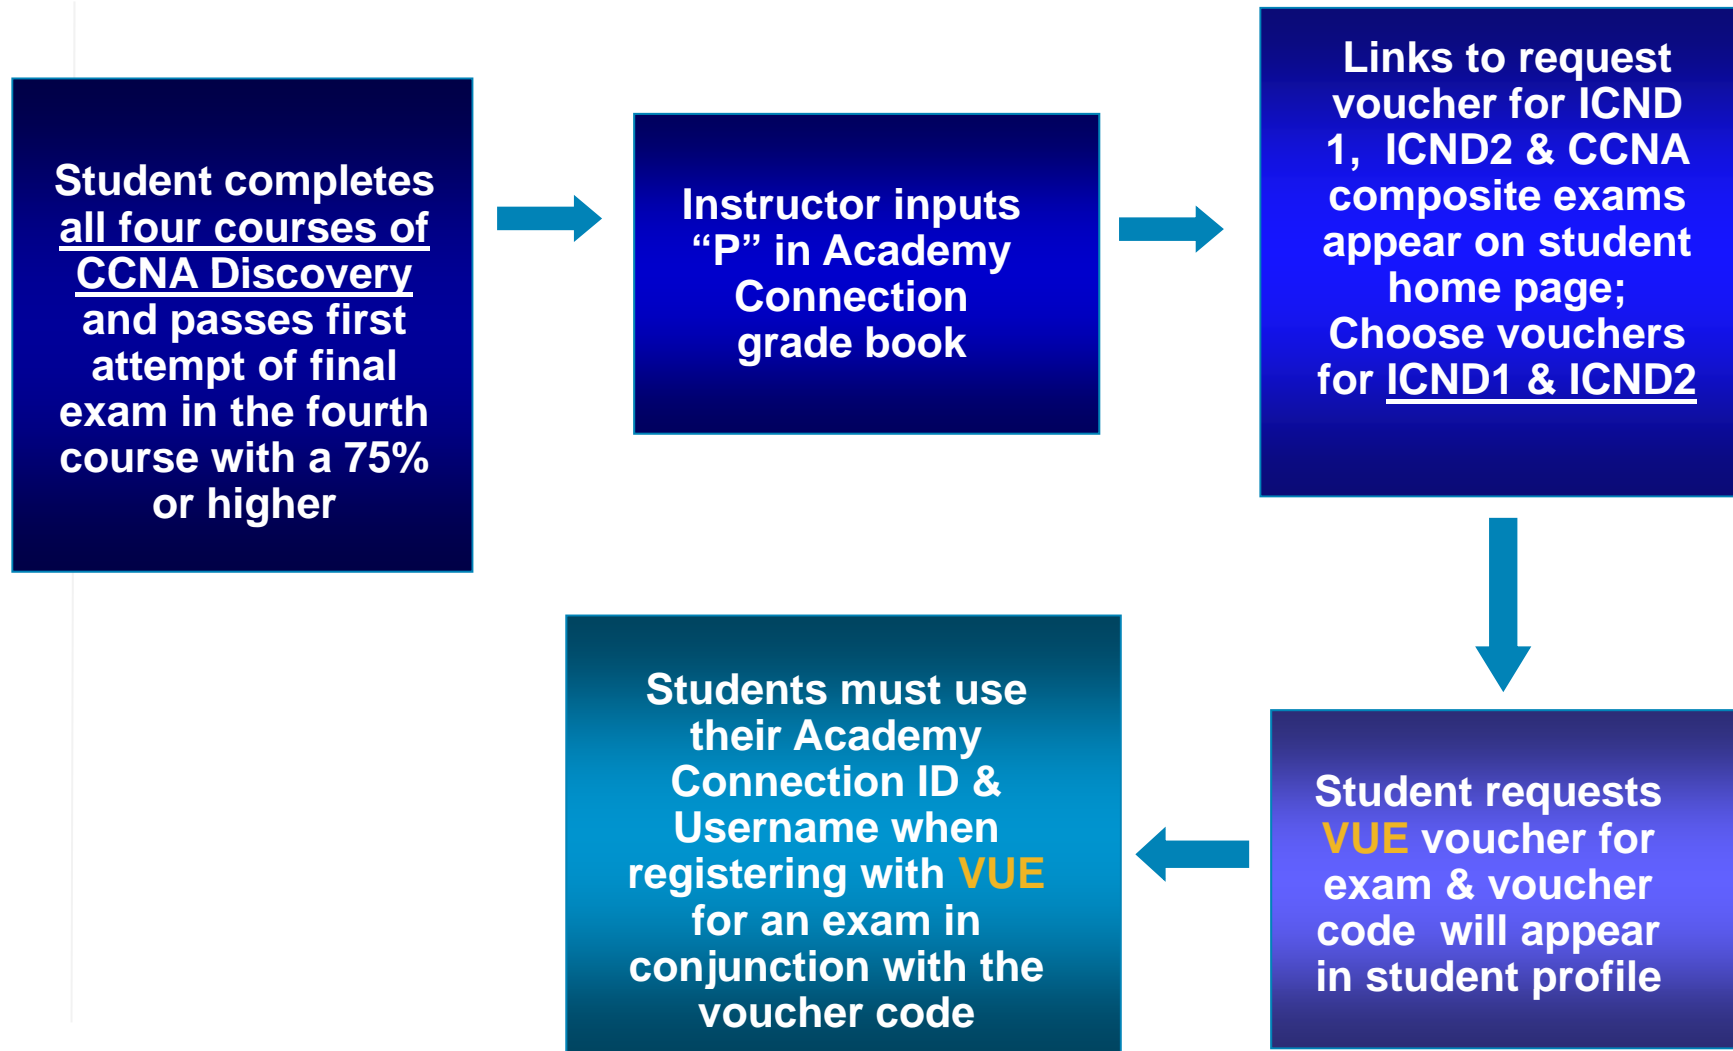 Student completes
all four courses of
CCNA Discovery
and passes first
attempt of final
exam in the fourth
course with a 75%
or higher
Instructor inputs
“P” in Academy
Connection
grade book
Links to request
voucher for ICND
1,  ICND2 & CCNA
composite exams
appear on student
home page;
Choose vouchers
for ICND1 & ICND2
Student requests
VUE voucher for
exam & voucher
code  will appear
in student profile
Students must use
their Academy
Connection ID &
Username when
registering with VUE
for an exam in
conjunction with the
voucher code